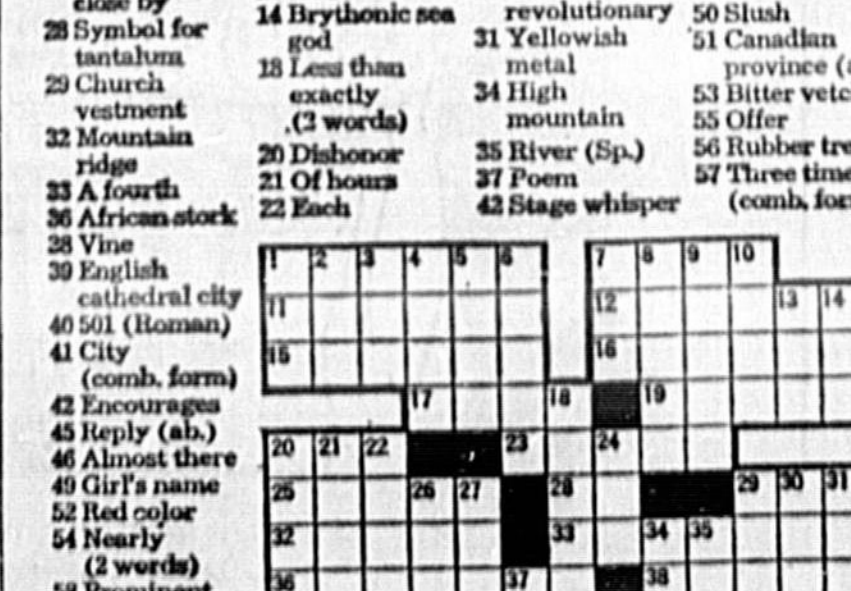 close by
28 Symbol for
tantalum
29 Church
vestment
32 Mountain
ridge
33 A fourth
36 African stork
38 Vine
39 English
cathedral city
40 501 (Roman)
41 City
(comb. form)
42 Encourages
45 Reply (ab.)
46 Almost there
49 Girl's name
52 Red color
54 Nearly
(2 words)
58 Prominent
14 Brythonic sea
god
18 Less than
exactly
(2 words)
20 Dishonor
21 Of hours
22 Each
revolutionary
31 Yellowish
metal
34 High
mountain
35 River (Sp.)
37 Poem
42 Stage whisper
50 Slush
51 Canadian
province (a
53 Bitter vetc
55 Offer
56 Rubber tre
57 Three time
(comb. for
1 2 3 4 5 6 7 8 9 10
11 12 13 14
15 16
17 18 19
20 21 22 23 24
25 26 27 28 29 30 31
32 33 34 35
36 37 38